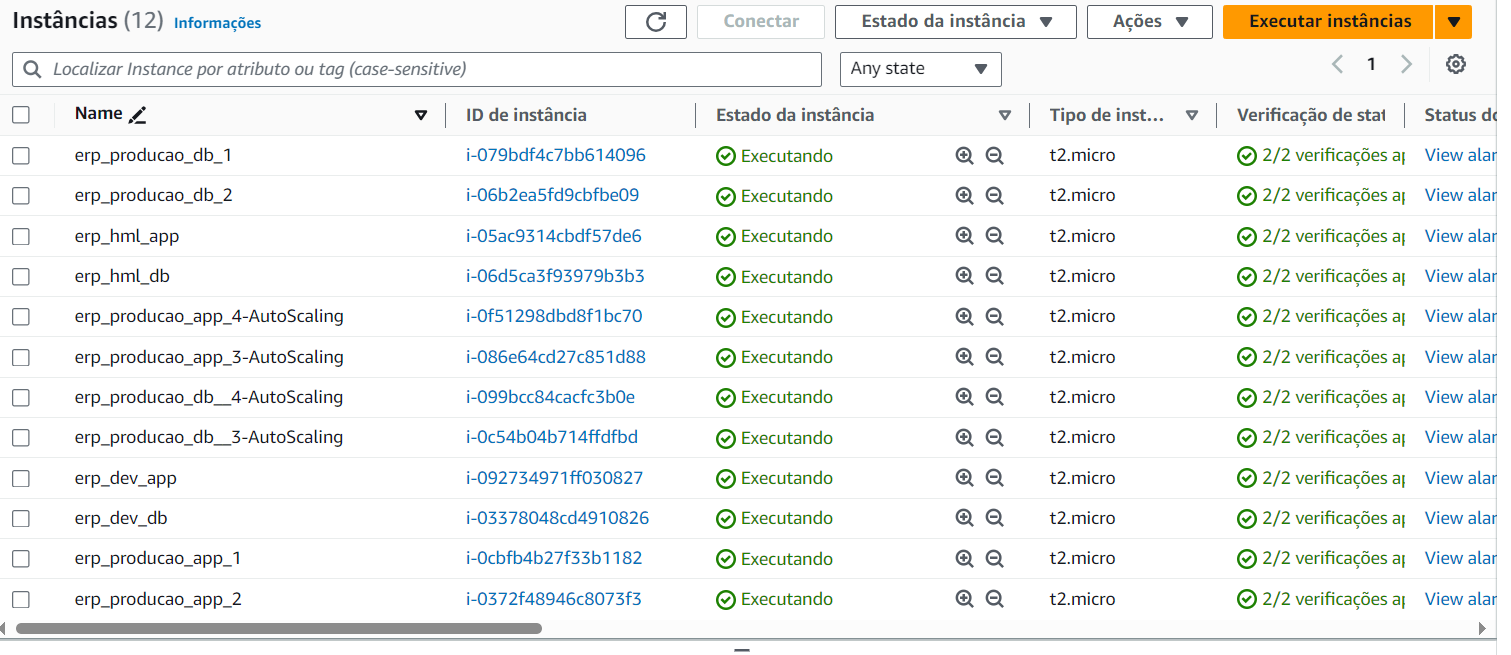 Instâncias (12) Informações Conectar Estado da instância Ações Executar instâncias
Localizar Instance por atributo ou tag (case-sensitive) Any state 1
Name ID de instância Estado da instância Tipo de inst... Verificação de stat Status do
erp_producao_db_1 i-079bdf4c7bb614096 Executando t2.micro 2/2 verificações ap View alar
erp_producao_db_2 i-06b2ea5fd9cbfbe09 Executando t2.micro 2/2 verificações ap View alar
erp_hml_app i-05ac9314cbdf57de6 Executando t2.micro 2/2 verificações ap View alar
erp_hml_db i-06d5ca3f93979b3b3 Executando t2.micro 2/2 verificações ap View alar
erp_producao_app_4-AutoScaling i-0f51298dbd8f1bc70 Executando t2.micro 2/2 verificações ap View alar
erp_producao_app_3-AutoScaling i-086e64cd27c851d88 Executando t2.micro 2/2 verificações ap View alar
erp_producao_db__4-AutoScaling i-099bcc84cacfc3b0e Executando t2.micro 2/2 verificações ap View alar
erp_producao_db__3-AutoScaling i-0c54b04b714ffdfbd Executando t2.micro 2/2 verificações ap View alar
erp_dev_app i-092734971ff030827 Executando t2.micro 2/2 verificações ap View alar
erp_dev_db i-03378048cd4910826 Executando t2.micro 2/2 verificações ap View alar
erp_producao_app_1 i-0cbfb4b27f33b1182 Executando t2.micro 2/2 verificações ap View alar
erp_producao_app_2 i-0372f48946c8073f3 Executando t2.micro 2/2 verificações ap View alar